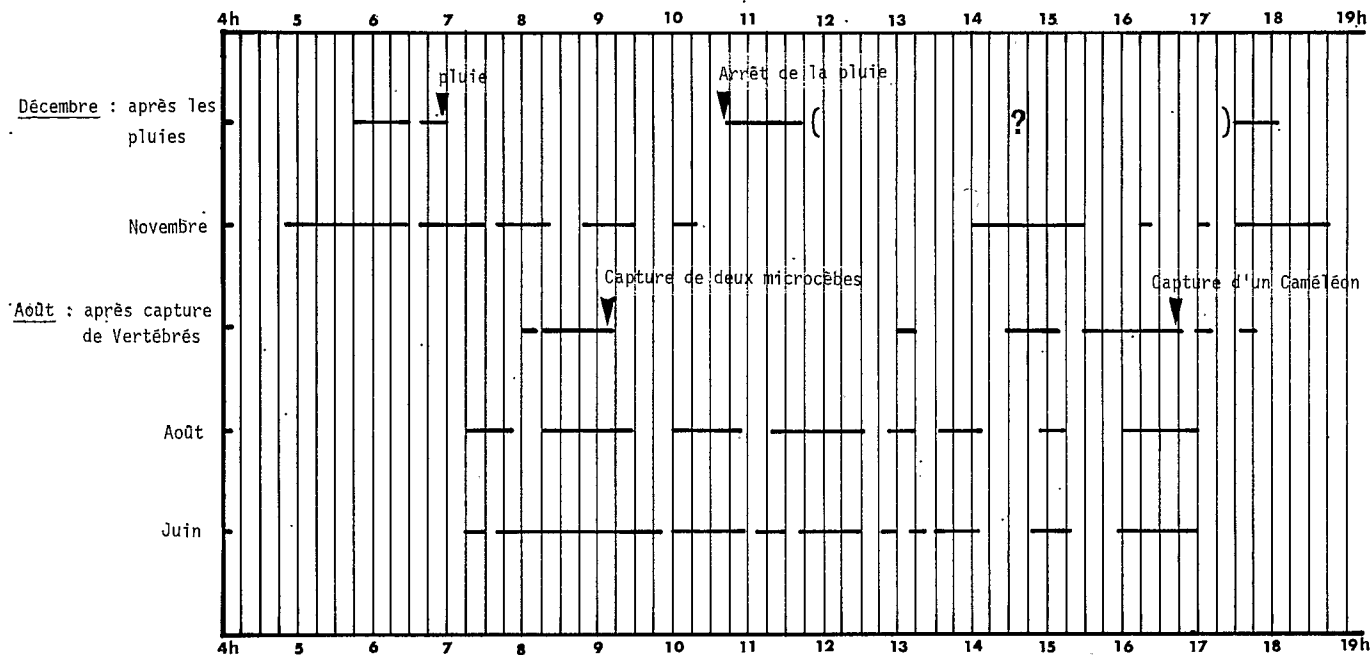 4h 5 6 7 8 9 10 11 12 13 14 15 16 17 18 19h
pluie
Arrêt de la pluie
Décembre : après les
pluies
(
?
)
Novembre
Capture de deux microcèbes
Capture d'un Caméléon
Août : après capture
de Vertébrés
Août
Juin
4h 5 6 7 8 9 10 11 12 13 14 15 16 17 18 19h